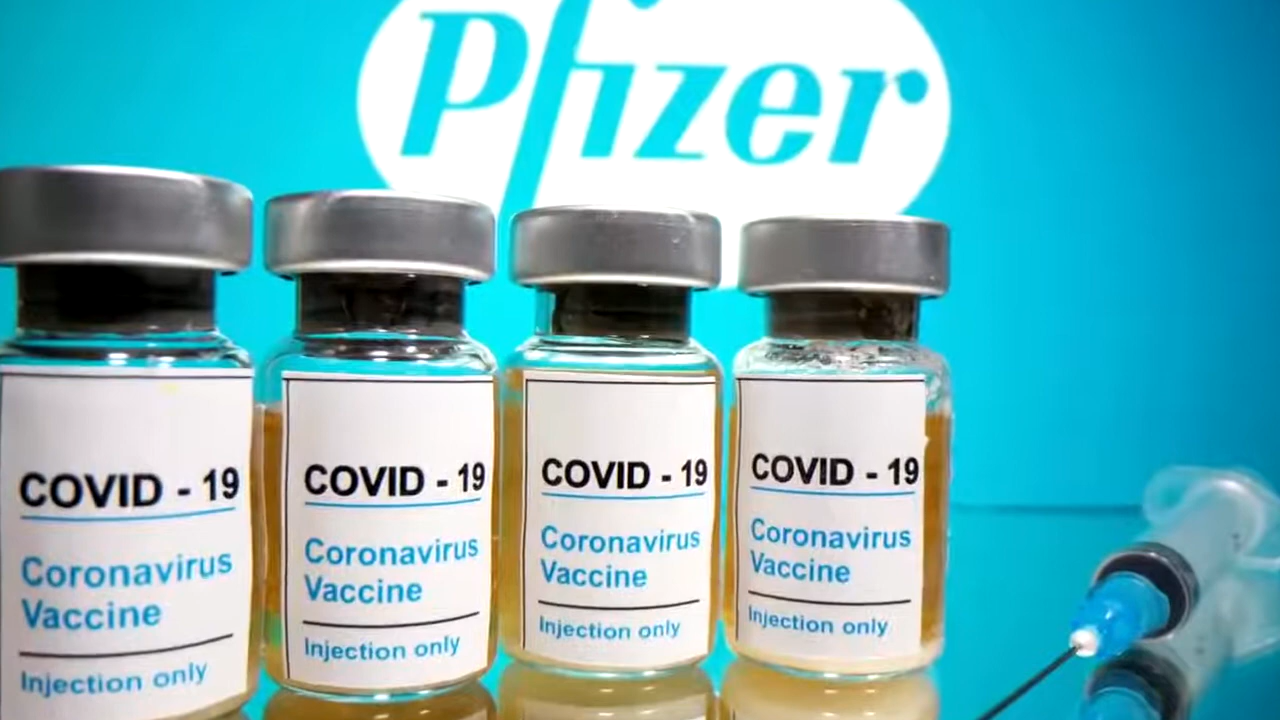 Pfizer
COVID - 19
Coronavirus
Vaccine
Injection only
COVID - 19
Coronavirus
Vaccine
Injection only
COVID - 19
Coronavirus
Vaccine
Injection only
COVID - 19
Coronavirus
Vaccine
Injection only